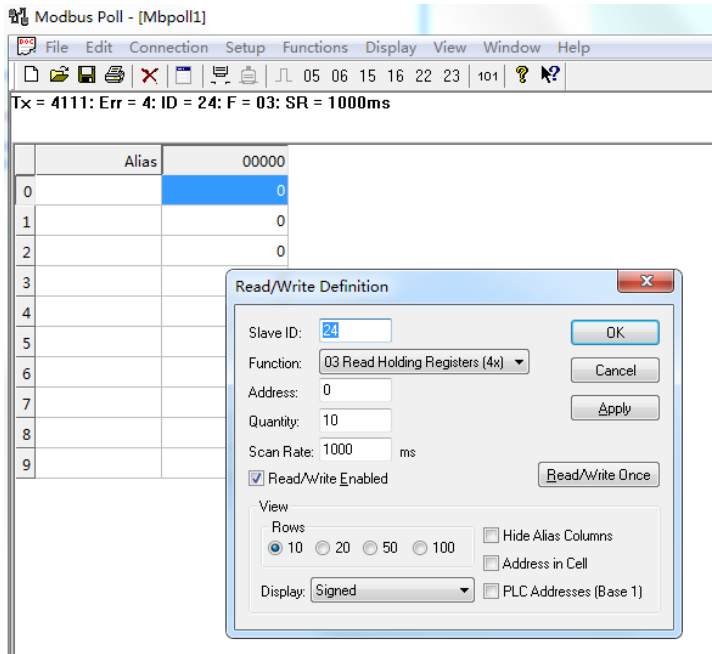 Modbus Poll - [Mbpoll1]
File Edit Connection Setup Functions Display View Window Help
05 06 15 16 22 23 101
Tx = 4111: Err = 4: ID = 24: F = 03: SR = 1000ms
Alias 00000
0 0
1 0
2 0
3
4
5
6
7
8
9
Read/Write Definition
Slave ID: 24 OK
Function: 03 Read Holding Registers (4x) Cancel
Address: 0
Apply
Quantity: 10
Scan Rate: 1000 ms
Read/Write Enabled Read/Write Once
View
Rows
10 20 50 100
Hide Alias Columns
Address in Cell
Display: Signed PLC Addresses (Base 1)